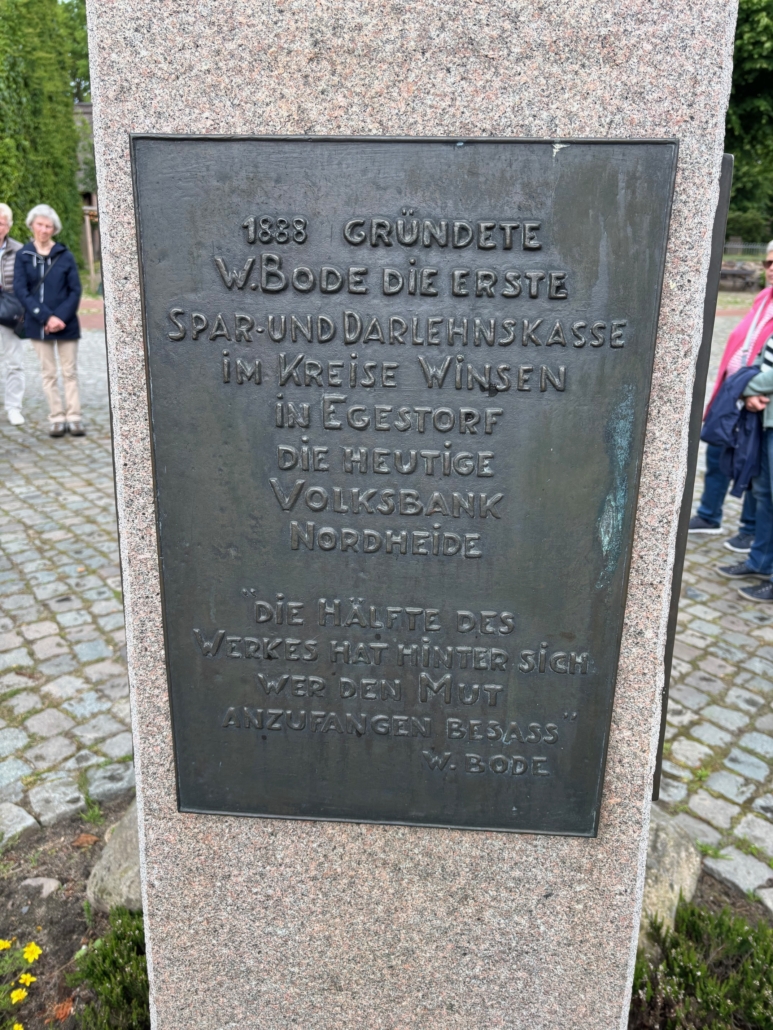 1888 GRÜNDETE
W. BODE DIE ERSTE
SPAR-UND DARLEHNSKASSE
IM KREISE WINSEN
IN EGESTORF
DIE HEUTIGE
VOLKSBANK
NORDHEIDE
"DIE HÄLFTE DES
WERKES HAT HINTER SICH
WER DEN MUT
ANZUFANGEN BESASS"
W. BODE